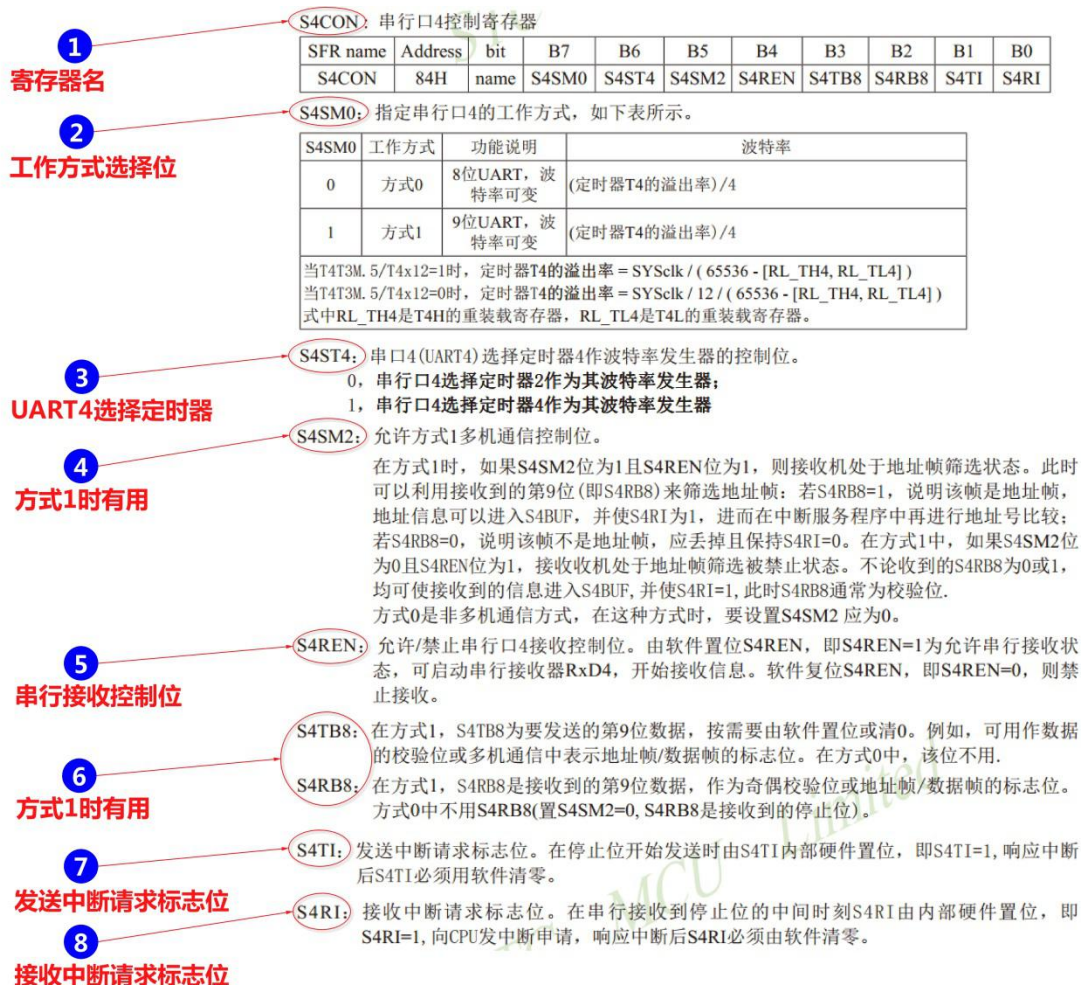 S4CON: 串行口4控制寄存器
1
寄存器名
SFR name Address bit B7 B6 B5 B4 B3 B2 B1 B0
S4CON 84H name S4SM0 S4ST4 S4SM2 S4REN S4TB8 S4RB8 S4TI S4RI
S4SM0: 指定串行口4的工作方式，如下表所示。
2
工作方式选择位
S4SM0 工作方式 功能说明 波特率
0 方式0 8位UART，波 (定时器T4的溢出率)/4
特率可变
1 方式1 9位UART，波 (定时器T4的溢出率)/4
特率可变
当T4T3M.5/T4x12=1时，定时器T4的溢出率 = SYSclk / ( 65536 - [RL_TH4, RL_TL4] )
当T4T3M.5/T4x12=0时，定时器T4的溢出率 = SYSclk / 12 / ( 65536 - [RL_TH4, RL_TL4] )
式中RL_TH4是T4H的重装载寄存器，RL_TL4是T4L的重装载寄存器。
S4ST4: 串口4(UART4)选择定时器4作波特率发生器的控制位。
3
UART4选择定时器
0，串行口4选择定时器2作为其波特率发生器；
1，串行口4选择定时器4作为其波特率发生器
S4SM2: 允许方式1多机通信控制位。
4
方式1时有用
在方式1时，如果S4SM2位为1且S4REN位为1，则接收机处于地址帧筛选状态。此时
可以利用接收到的第9位(即S4RB8)来筛选地址帧：若S4RB8=1，说明该帧是地址帧，
地址信息可以进入S4BUF，并使S4RI为1，进而在中断服务程序中再进行地址号比较；
若S4RB8=0，说明该帧不是地址帧，应丢掉且保持S4RI=0。在方式1中，如果S4SM2位
为0且S4REN位为1，接收收机处于地址帧筛选被禁止状态。不论收到的S4RB8为0或1，
均可使接收到的信息进入S4BUF,并使S4RI=1,此时S4RB8通常为校验位.
方式0是非多机通信方式，在这种方式时，要设置S4SM2 应为0。
S4REN: 允许/禁止串行口4接收控制位。由软件置位S4REN，即S4REN=1为允许串行接收状
态，可启动串行接收器RxD4，开始接收信息。软件复位S4REN，即S4REN=0，则禁
止接收。
5
串行接收控制位
S4TB8: 在方式1，S4TB8为要发送的第9位数据，按需要由软件置位或清0。例如，可用作数据
的校验位或多机通信中表示地址帧/数据帧的标志位。在方式0中，该位不用.
6
方式1时有用
S4RB8: 在方式1，S4RB8是接收到的第9位数据，作为奇偶校验位或地址帧/数据帧的标志位。
方式0中不用S4RB8(置S4SM2=0, S4RB8是接收到的停止位)。
S4TI: 发送中断请求标志位。在停止位开始发送时由S4TI内部硬件置位，即S4TI=1,响应中断
后S4TI必须用软件清零。
7
发送中断请求标志位
S4RI: 接收中断请求标志位。在串行接收到停止位的中间时刻S4RI由内部硬件置位，即
S4RI=1,向CPU发中断申请，响应中断后S4RI必须由软件清零。
8
接收中断请求标志位
MCU Limited